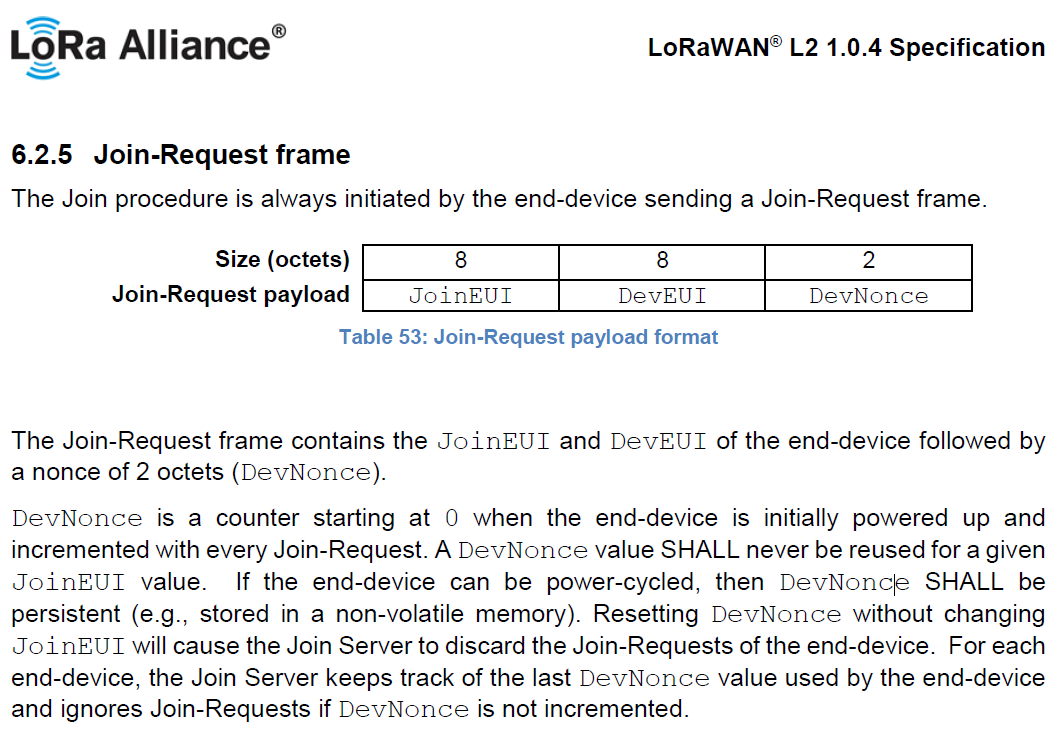 LoRa Alliance®
LoRaWAN® L2 1.0.4 Specification
6.2.5 Join-Request frame
The Join procedure is always initiated by the end-device sending a Join-Request frame.
Size (octets) 8 8 2
Join-Request payload JoinEUI DevEUI DevNonce
Table 53: Join-Request payload format
The Join-Request frame contains the JoinEUI and DevEUI of the end-device followed by
a nonce of 2 octets (DevNonce).
DevNonce is a counter starting at 0 when the end-device is initially powered up and
incremented with every Join-Request. A DevNonce value SHALL never be reused for a given
JoinEUI value. If the end-device can be power-cycled, then DevNonce SHALL be
persistent (e.g., stored in a non-volatile memory). Resetting DevNonce without changing
JoinEUI will cause the Join Server to discard the Join-Requests of the end-device. For each
end-device, the Join Server keeps track of the last DevNonce value used by the end-device
and ignores Join-Requests if DevNonce is not incremented.